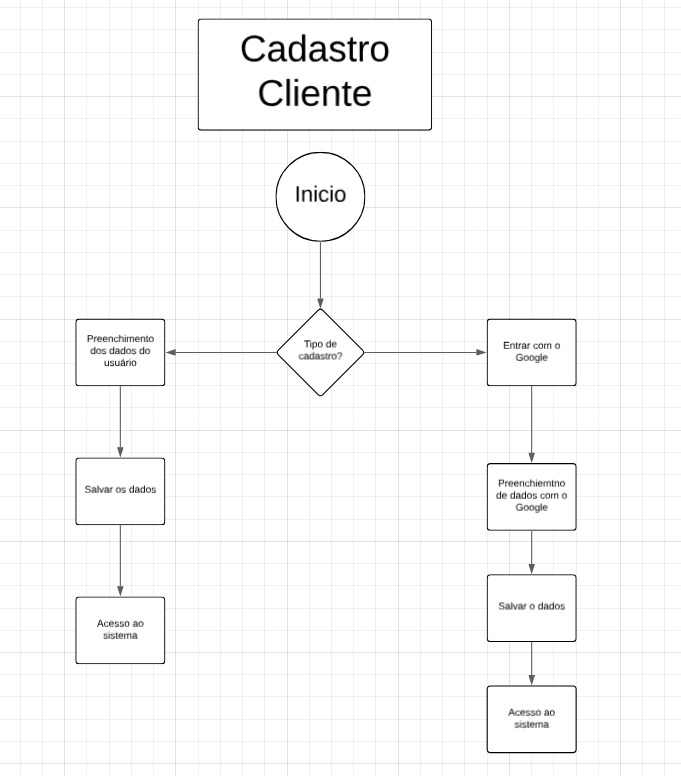 Cadastro
Cliente
Inicio
Tipo de
cadastro?
Preenchimento
dos dados do
usuário
Salvar os dados
Acesso ao
sistema
Entrar com o
Google
Preenchiemtno
de dados com o
Google
Salvar o dados
Acesso ao
sistema